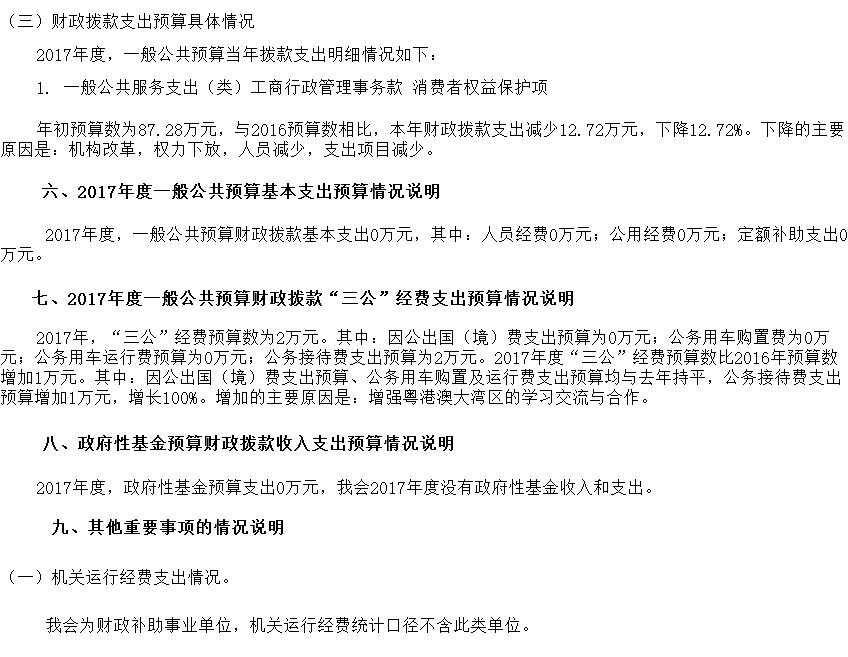 （三）财政拨款支出预算具体情况
2017年度，一般公共预算当年拨款支出明细情况如下：
1. 一般公共服务支出（类）工商行政管理事务款 消费者权益保护项
年初预算数为87.28万元，与2016预算数相比，本年财政拨款支出减少12.72万元，下降12.72%。下降的主要
原因是：机构改革，权力下放，人员减少，支出项目减少。
六、2017年度一般公共预算基本支出预算情况说明
2017年度，一般公共预算财政拨款基本支出0万元，其中：人员经费0万元；公用经费0万元；定额补助支出0
万元。
七、2017年度一般公共预算财政拨款“三公”经费支出预算情况说明
2017年，“三公”经费预算数为2万元。其中：因公出国（境）费支出预算为0万元；公务用车购置费为0万
元；公务用车运行费预算为0万元；公务接待费支出预算为2万元。2017年度“三公”经费预算数比2016年预算数
增加1万元。其中：因公出国（境）费支出预算、公务用车购置及运行费支出预算均与去年持平，公务接待费支出
预算增加1万元，增长100%。增加的主要原因是：增强粤港澳大湾区的学习交流与合作。
八、政府性基金预算财政拨款收入支出预算情况说明
2017年度，政府性基金预算支出0万元，我会2017年度没有政府性基金收入和支出。
九、其他重要事项的情况说明
（一）机关运行经费支出情况。
我会为财政补助事业单位，机关运行经费统计口径不含此类单位。